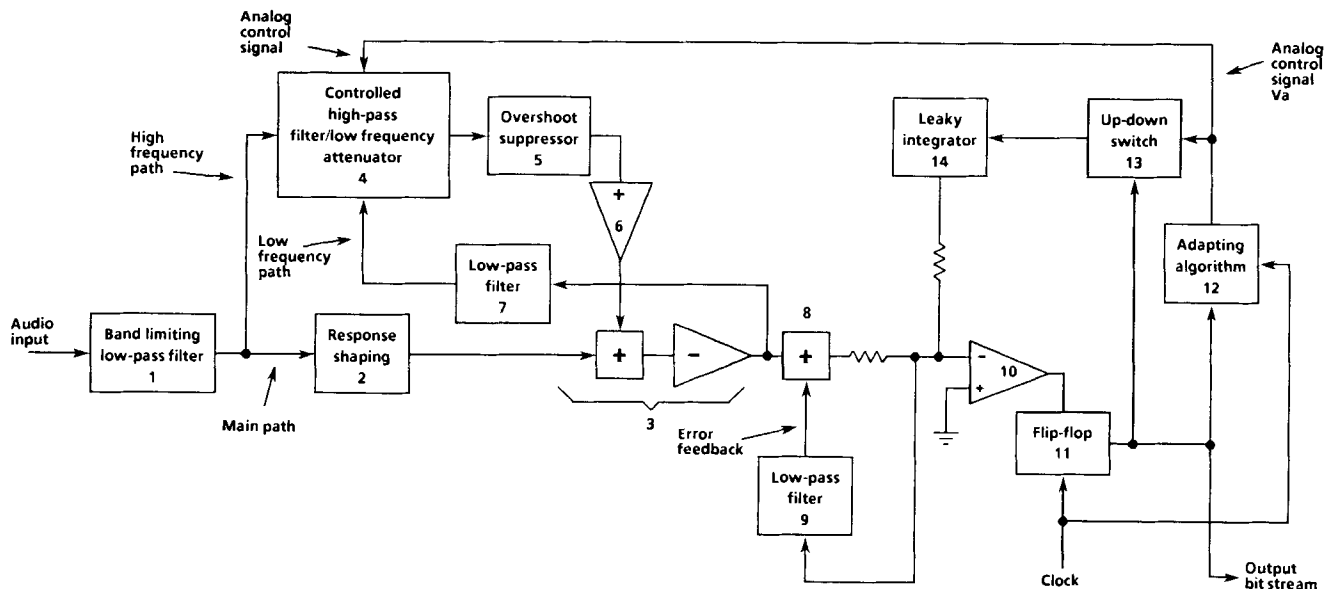 Analog
control
signal
Analog
control
signal
Va
Controlled
high-pass
filter/low frequency
attenuator
4
Overshoot
suppressor
5
Leaky
integrator
14
Up-down
switch
13
High
frequency
path
+
6
Low
frequency
path
Low-pass
filter
7
Adapting
algorithm
12
Audio
input
Band limiting
low-pass filter
1
Response
shaping
2
+
−
8
+
−
+
10
Main path
3
Error
feedback
Flip-flop
11
Low-pass
filter
9
Clock
Output
bit stream